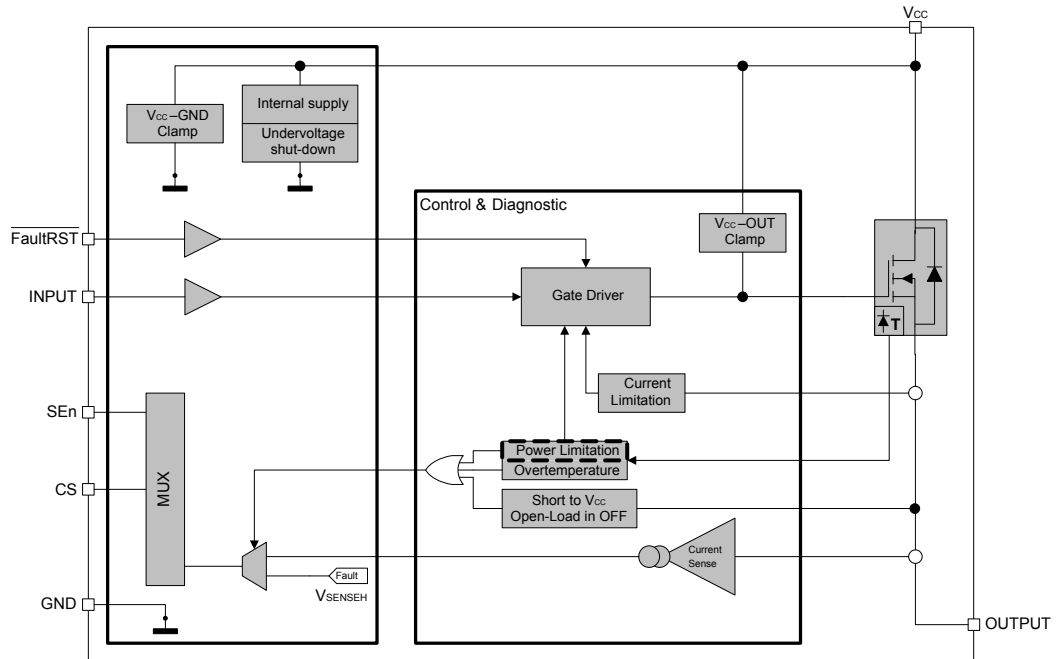 Vcc
Internal supply
Vcc–GND
Clamp
Undervoltage
shut-down
Control & Diagnostic
FaultRST
Vcc–OUT
Clamp
INPUT
Gate Driver
T
Current
Limitation
SEn
Power Limitation
Overtemperature
CS
MUX
Short to Vcc
Open-Load in OFF
Current
Sense
Fault
VSENSEH
GND
OUTPUT